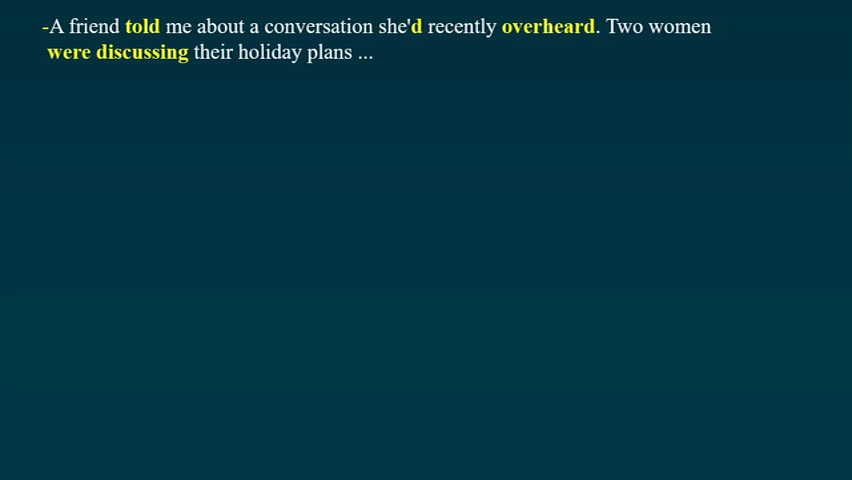 -A friend told me about a conversation she'd recently overheard. Two women
were discussing their holiday plans ...